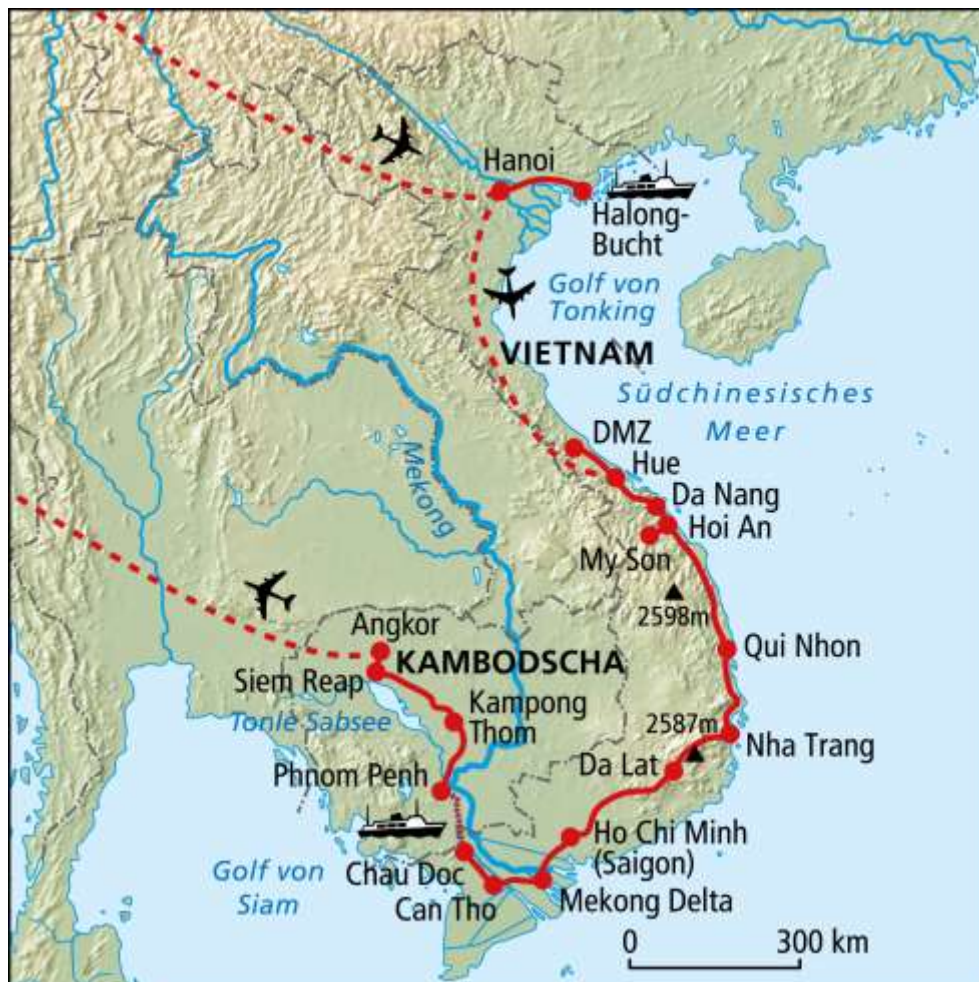 Hanoi
Halong-
Bucht
Golf von
Tonking
VIETNAM
Südchinesisches
Meer
DMZ
Hue
Mekong
Da Nang
Hoi An
My Son
2598m
Angkor
KAMBODSCHA
Qui Nhon
Siem Reap
Kampong
Thom
Tonle Sabsee
2587m
Nha Trang
Da Lat
Phnom Penh
Ho Chi Minh
(Saigon)
Golf von
Siam
Chau Doc
Can Tho
Mekong Delta
0
300 km